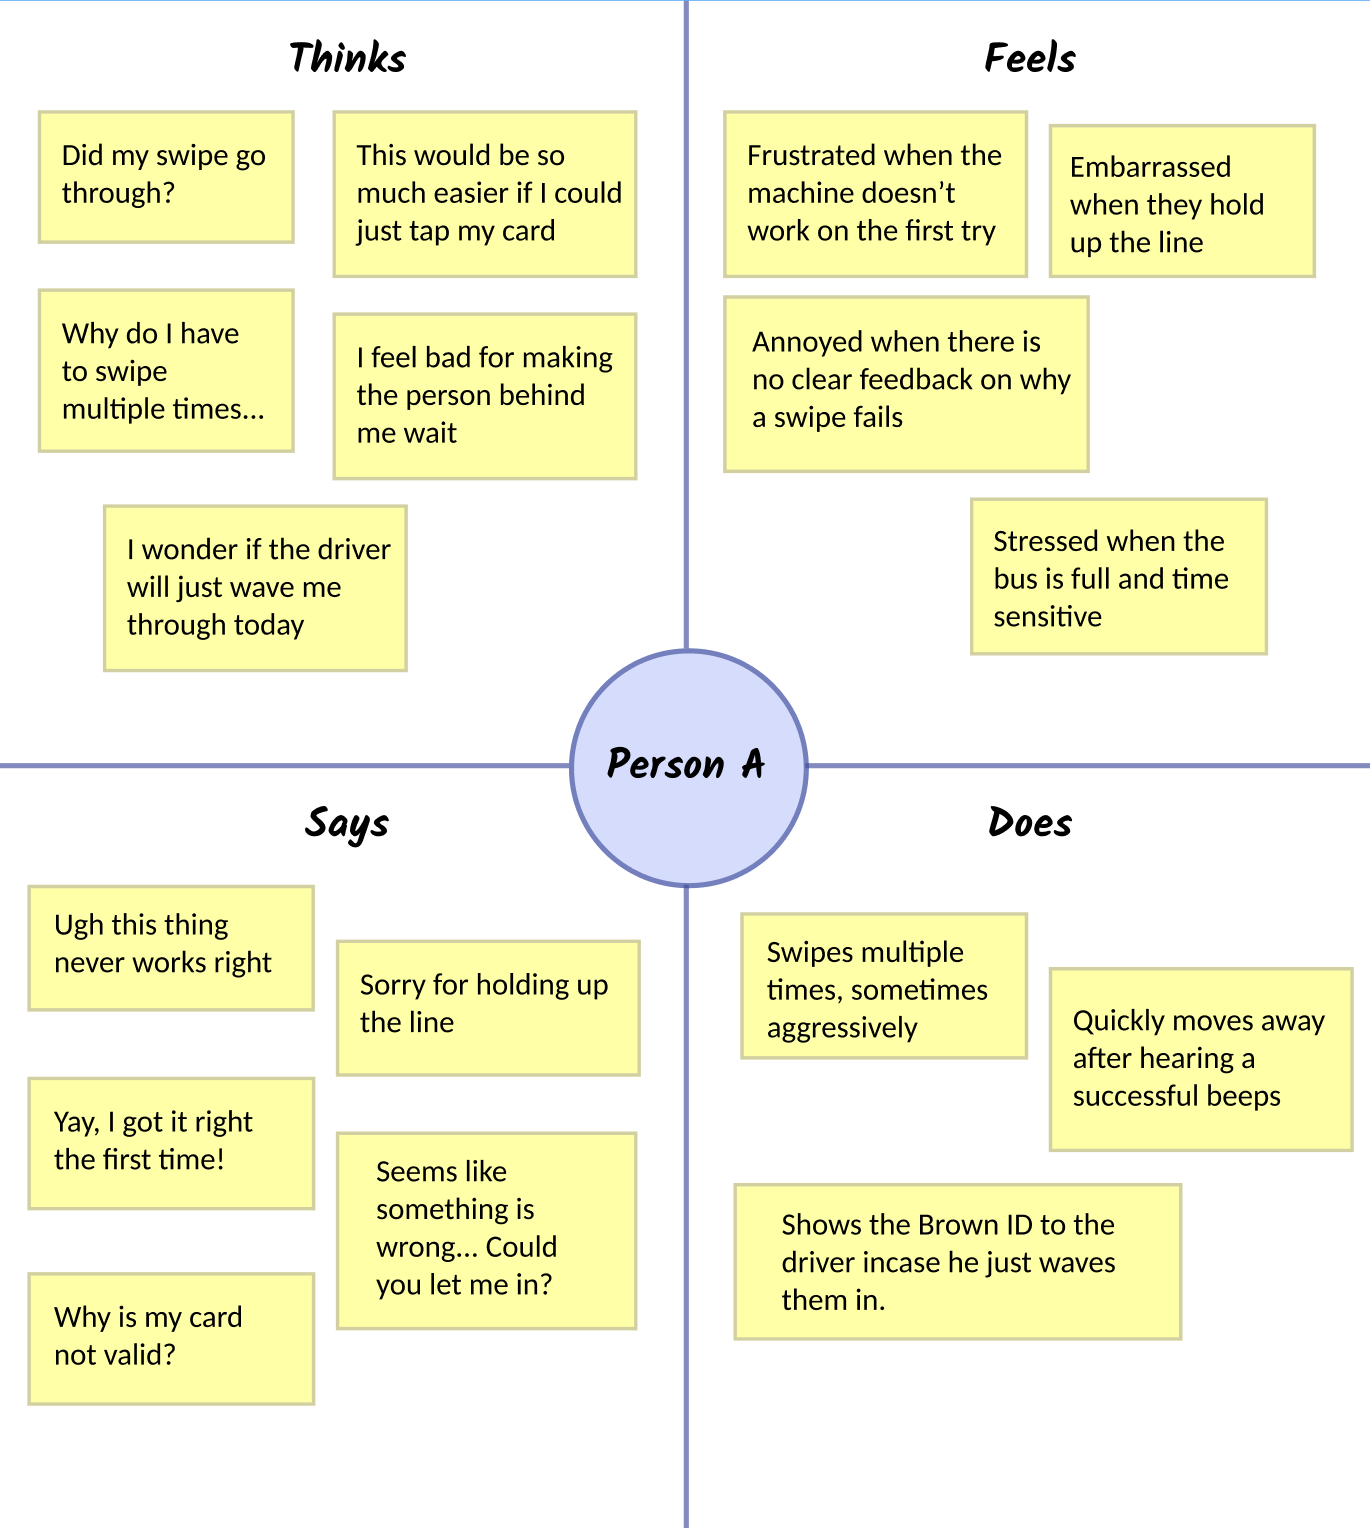 Thinks
Did my swipe go
through?
This would be so
much easier if I could
just tap my card
Why do I have
to swipe
multiple times...
I feel bad for making
the person behind
me wait
I wonder if the driver
will just wave me
through today
Feels
Frustrated when the
machine doesn’t
work on the first try
Embarrassed
when they hold
up the line
Annoyed when there is
no clear feedback on why
a swipe fails
Stressed when the
bus is full and time
sensitive
Person A
Says
Ugh this thing
never works right
Sorry for holding up
the line
Yay, I got it right
the first time!
Seems like
something is
wrong... Could
you let me in?
Why is my card
not valid?
Does
Swipes multiple
times, sometimes
aggressively
Quickly moves away
after hearing a
successful beeps
Shows the Brown ID to the
driver incase he just waves
them in.